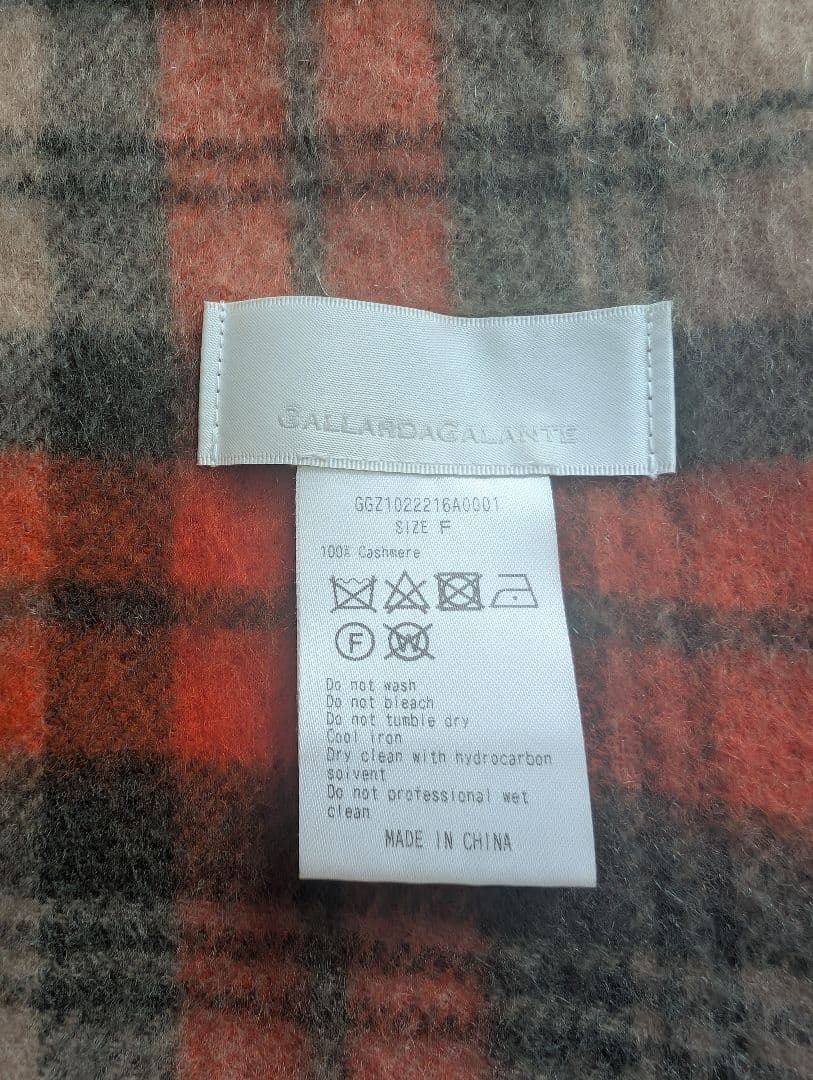 GALLARDAGALANTE
GGZ1022216A0001
SIZE F
100% Cashmere
F W
Do not wash
Do not bleach
Do not tumble dry
Cool iron
Dry clean with hydrocarbon
solvent
Do not professional wet
clean
MADE IN CHINA